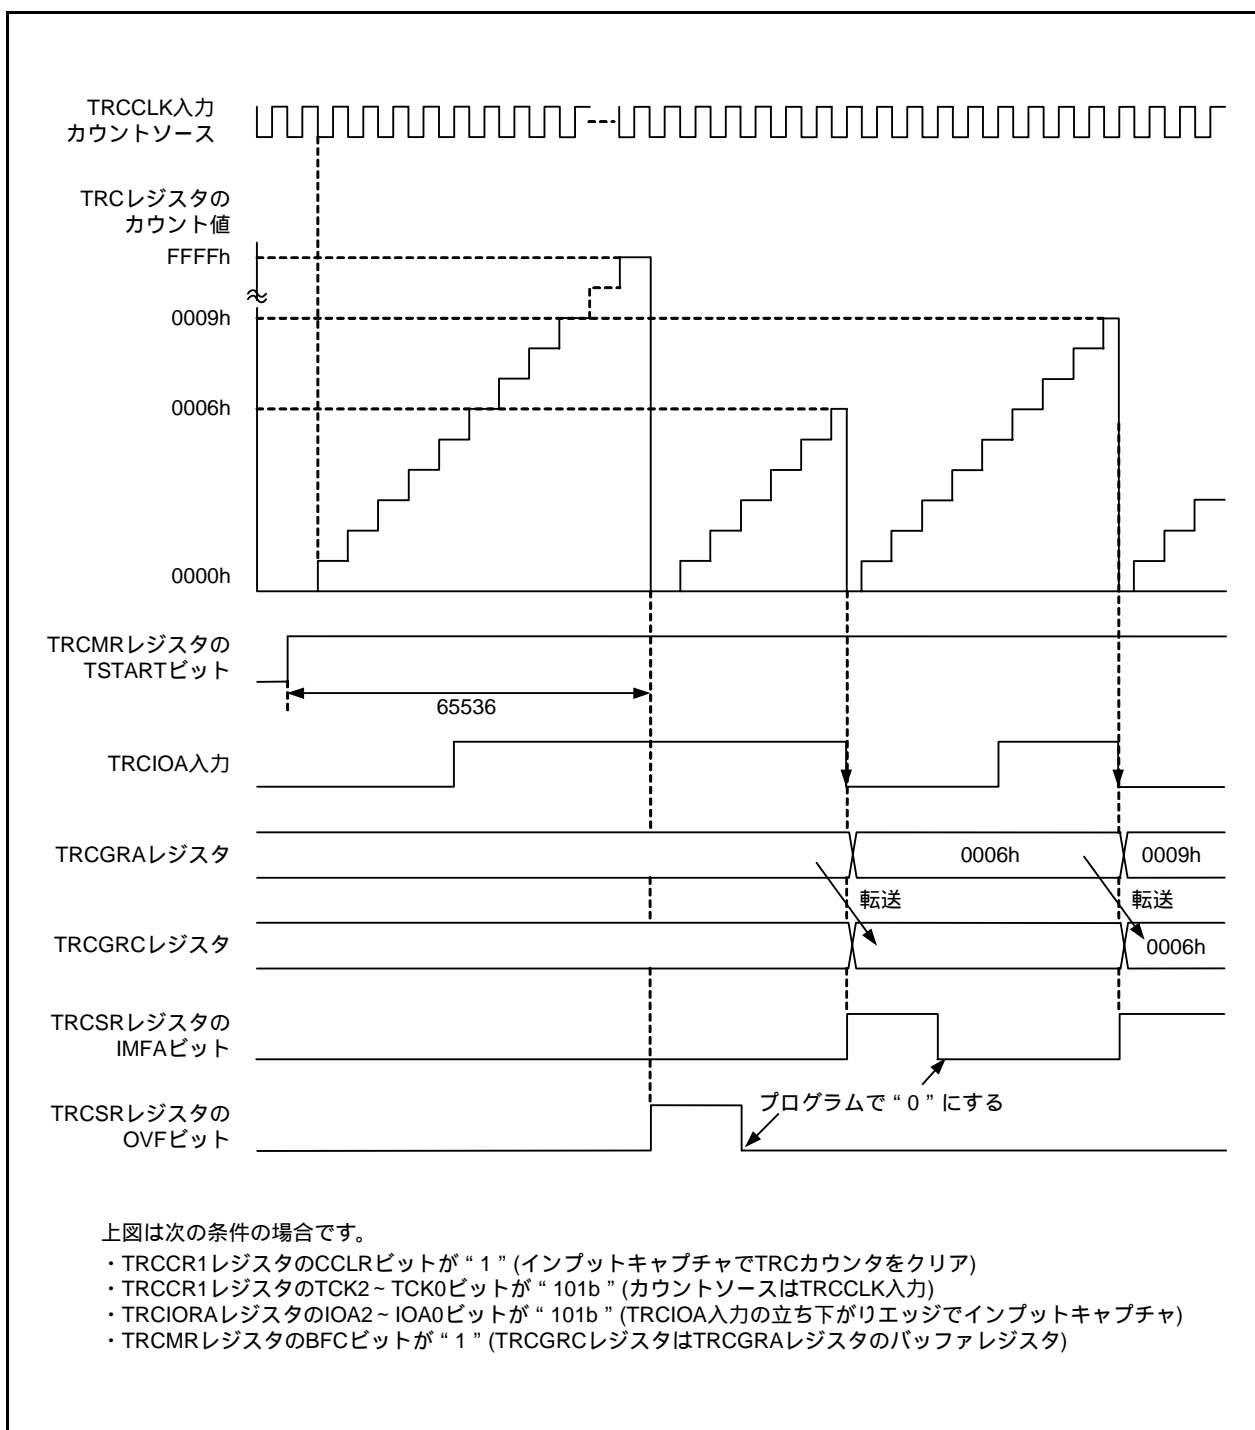 TRCCLK入力
カウントソース
TRCレジスタの
カウント値
FFFFh
0009h
0006h
0000h
TRCMRレジスタの
TSTARTビット
65536
TRCIOA入力
TRCGRAレジスタ
0006h
0009h
転送
転送
TRCGRCレジスタ
0006h
TRCSRレジスタの
IMFAビット
プログラムで“0”にする
TRCSRレジスタの
OVFビット
上図は次の条件の場合です。
・TRCCR1レジスタのCCLRビットが“1”(インプットキャプチャでTRCカウンタをクリア)
・TRCCR1レジスタのTCK2~TCK0ビットが“101b”(カウントソースはTRCCLK入力)
・TRCIORAレジスタのIOA2~IOA0ビットが“101b”(TRCIOA入力の立ち下がりエッジでインプットキャプチャ)
・TRCMRレジスタのBFCビットが“1”(TRCGRCレジスタはTRCGRAレジスタのバッファレジスタ)